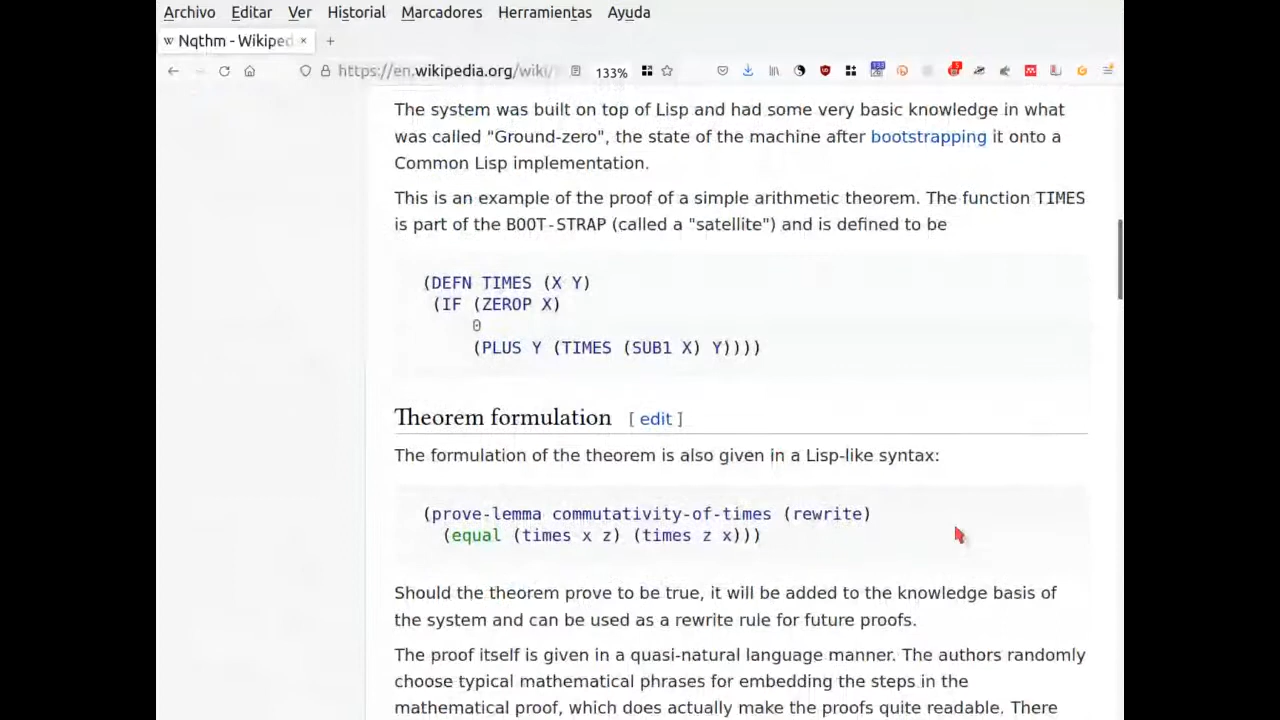 Archivo Editar Ver Historial Marcadores Herramientas Ayuda
W Nqthm - Wikiped × +
https://en.wikipedia.org/wiki/ 133%
The system was built on top of Lisp and had some very basic knowledge in what
was called "Ground-zero", the state of the machine after bootstrapping it onto a
Common Lisp implementation.
This is an example of the proof of a simple arithmetic theorem. The function TIMES
is part of the BOOT-STRAP (called a "satellite") and is defined to be
(DEFN TIMES (X Y)
(IF (ZEROP X)
0
(PLUS Y (TIMES (SUB1 X) Y))))
Theorem formulation [ edit ]
The formulation of the theorem is also given in a Lisp-like syntax:
(prove-lemma commutativity-of-times (rewrite)
(equal (times x z) (times z x)))
Should the theorem prove to be true, it will be added to the knowledge basis of
the system and can be used as a rewrite rule for future proofs.
The proof itself is given in a quasi-natural language manner. The authors randomly
choose typical mathematical phrases for embedding the steps in the
mathematical proof, which does actually make the proofs quite readable. There